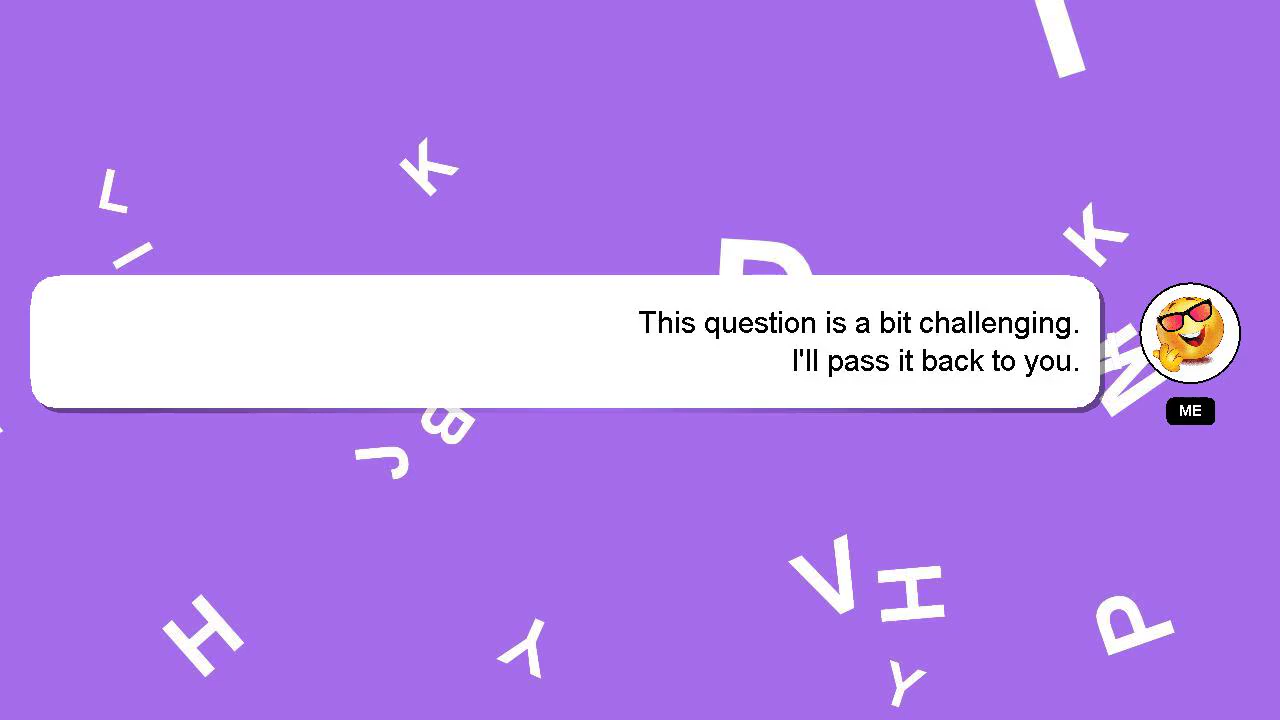 L
K
I
K
D
This question is a bit challenging.
I'll pass it back to you.
M
ME
B
J
V
H
H
P
Y
Y